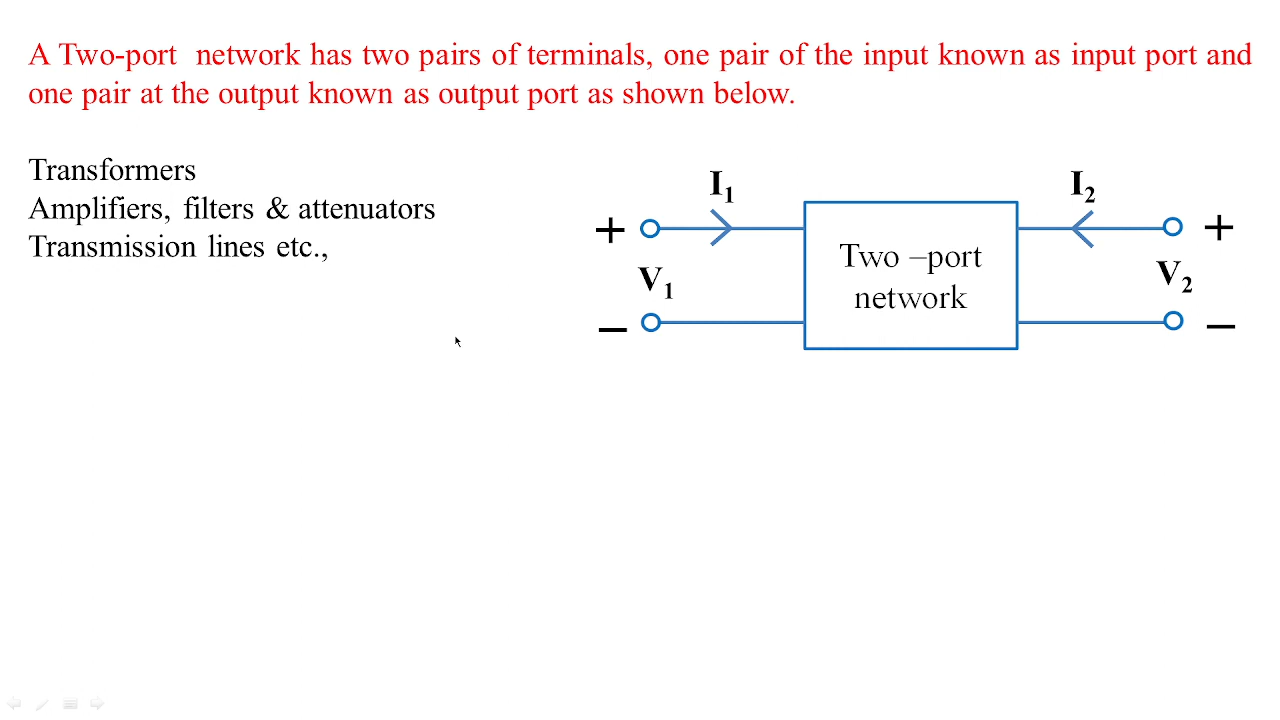 A Two-port network has two pairs of terminals, one pair of the input known as input port and
one pair at the output known as output port as shown below.
Transformers
Amplifiers, filters & attenuators
Transmission lines etc.,
I₁
I₂
+
+
Two –port
network
V₁
V₂
–
–